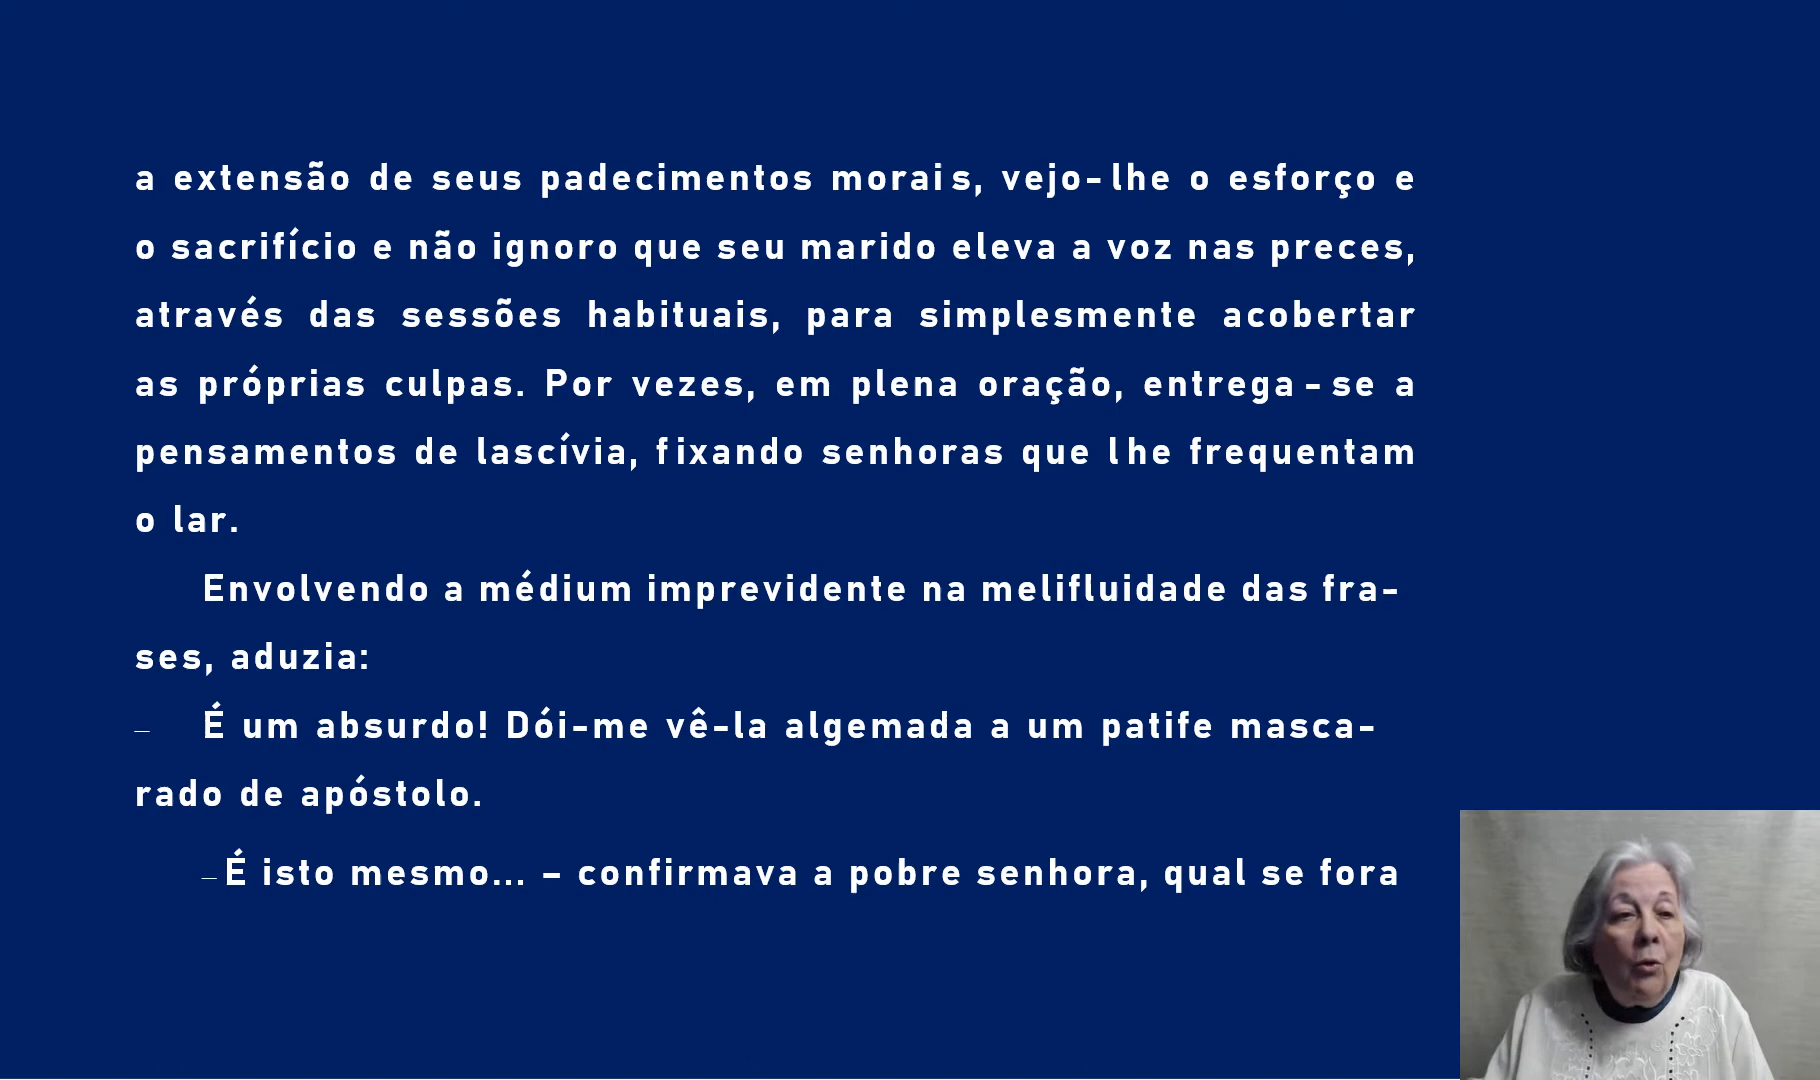 a extensão de seus padecimentos morais, vejo-lhe o esforço e
o sacrifício e não ignoro que seu marido eleva a voz nas preces,
através das sessões habituais, para simplesmente acobertar
as próprias culpas. Por vezes, em plena oração, entrega-se a
pensamentos de lascívia, fixando senhoras que lhe frequentam
o lar.
Envolvendo a médium imprevidente na melifluidade das fra-
ses, aduzia:
– É um absurdo! Dói-me vê-la algemada a um patife masca-
rado de apóstolo.
– É isto mesmo... – confirmava a pobre senhora, qual se fora